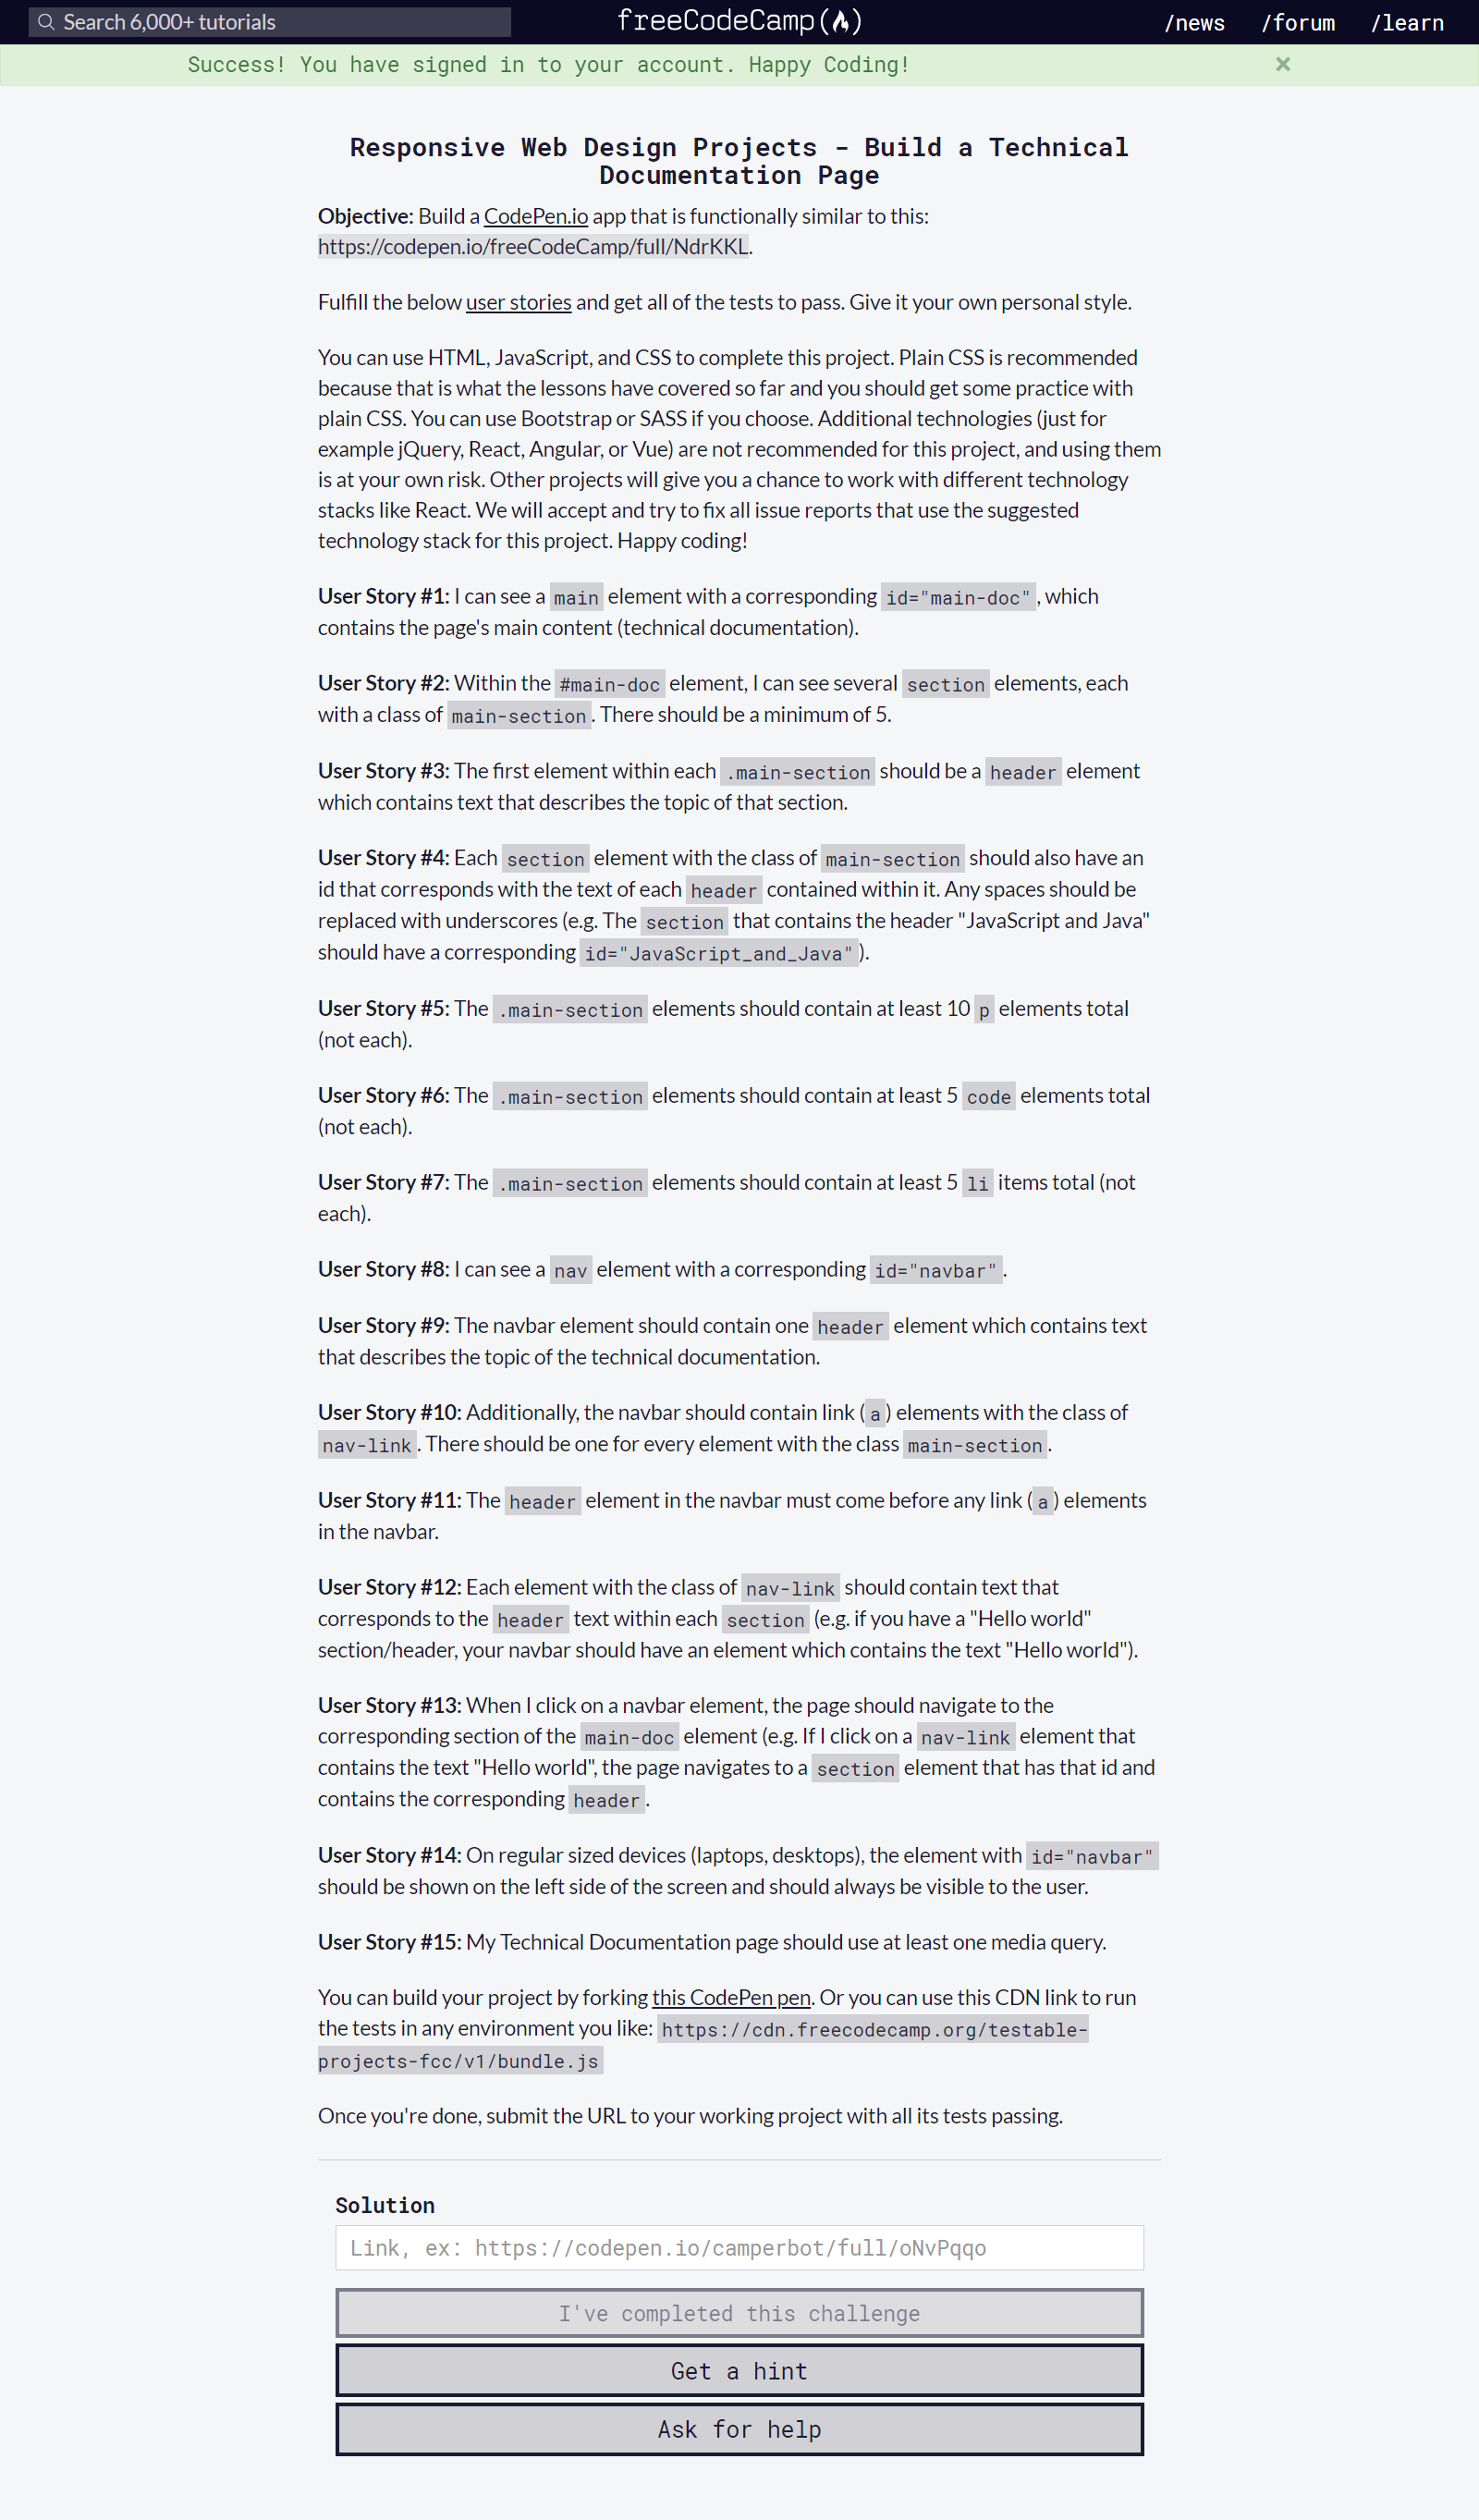 Search 6,000+ tutorials
freeCodeCamp(🔥)
/news /forum /learn
Success! You have signed in to your account. Happy Coding!
×
Responsive Web Design Projects - Build a Technical
Documentation Page
Objective: Build a CodePen.io app that is functionally similar to this:
https://codepen.io/freeCodeCamp/full/NdrKKL.
Fulfill the below user stories and get all of the tests to pass. Give it your own personal style.
You can use HTML, JavaScript, and CSS to complete this project. Plain CSS is recommended
because that is what the lessons have covered so far and you should get some practice with
plain CSS. You can use Bootstrap or SASS if you choose. Additional technologies (just for
example jQuery, React, Angular, or Vue) are not recommended for this project, and using them
is at your own risk. Other projects will give you a chance to work with different technology
stacks like React. We will accept and try to fix all issue reports that use the suggested
technology stack for this project. Happy coding!
User Story #1: I can see a main element with a corresponding id="main-doc", which
contains the page's main content (technical documentation).
User Story #2: Within the #main-doc element, I can see several section elements, each
with a class of main-section. There should be a minimum of 5.
User Story #3: The first element within each .main-section should be a header element
which contains text that describes the topic of that section.
User Story #4: Each section element with the class of main-section should also have an
id that corresponds with the text of each header contained within it. Any spaces should be
replaced with underscores (e.g. The section that contains the header "JavaScript and Java"
should have a corresponding id="JavaScript_and_Java").
User Story #5: The .main-section elements should contain at least 10 p elements total
(not each).
User Story #6: The .main-section elements should contain at least 5 code elements total
(not each).
User Story #7: The .main-section elements should contain at least 5 li items total (not
each).
User Story #8: I can see a nav element with a corresponding id="navbar".
User Story #9: The navbar element should contain one header element which contains text
that describes the topic of the technical documentation.
User Story #10: Additionally, the navbar should contain link (a) elements with the class of
nav-link. There should be one for every element with the class main-section.
User Story #11: The header element in the navbar must come before any link (a) elements
in the navbar.
User Story #12: Each element with the class of nav-link should contain text that
corresponds to the header text within each section (e.g. if you have a "Hello world"
section/header, your navbar should have an element which contains the text "Hello world").
User Story #13: When I click on a navbar element, the page should navigate to the
corresponding section of the main-doc element (e.g. If I click on a nav-link element that
contains the text "Hello world", the page navigates to a section element that has that id and
contains the corresponding header.
User Story #14: On regular sized devices (laptops, desktops), the element with id="navbar"
should be shown on the left side of the screen and should always be visible to the user.
User Story #15: My Technical Documentation page should use at least one media query.
You can build your project by forking this CodePen pen. Or you can use this CDN link to run
the tests in any environment you like: https://cdn.freecodecamp.org/testable-
projects-fcc/v1/bundle.js
Once you're done, submit the URL to your working project with all its tests passing.
Solution
Link, ex: https://codepen.io/camperbot/full/oNvPqqo
I've completed this challenge
Get a hint
Ask for help